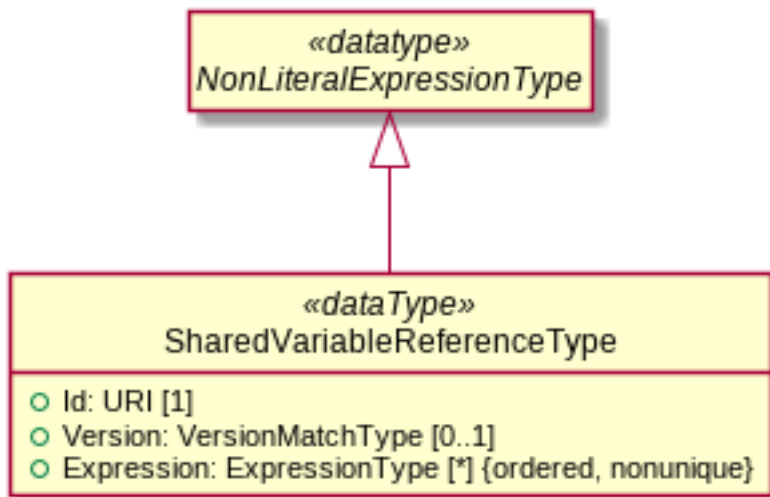 «datatype»
NonLiteralExpressionType
«dataType»
SharedVariableReferenceType
Id: URI [1]
Version: VersionMatchType [0..1]
Expression: ExpressionType [*] {ordered, nonunique}